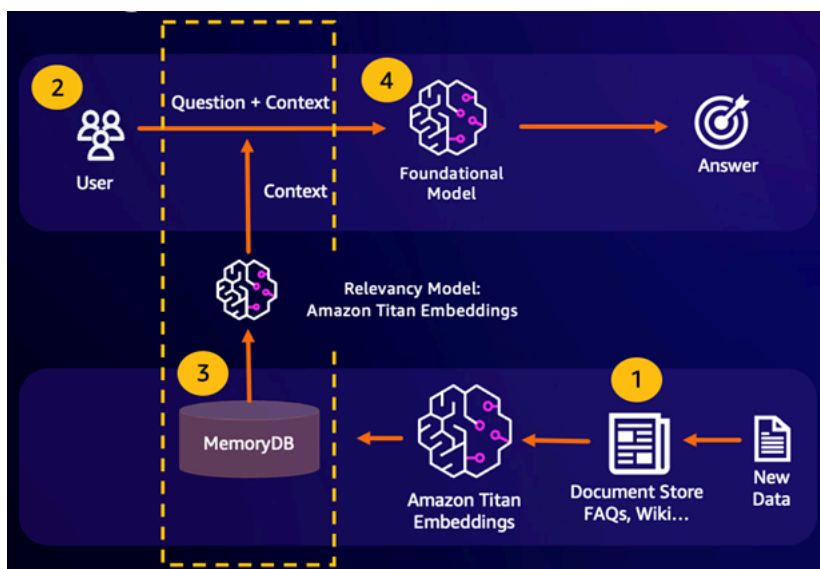 2
Question + Context
4
User
Foundational
Model
Answer
Context
Relevancy Model:
Amazon Titan Embeddings
3
1
MemoryDB
Amazon Titan
Embeddings
Document Store
FAQs, Wiki...
New
Data